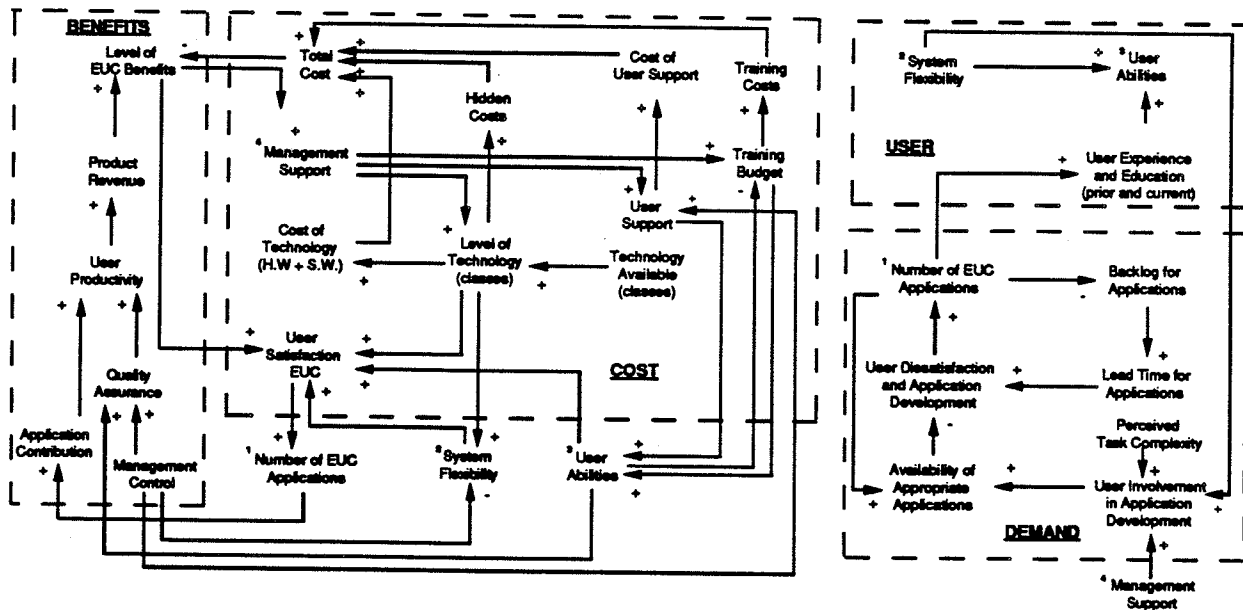 BENEFITS
Level of
EUC Benefits
Product
Revenue
User
Productivity
Quality
Assurance
Application
Contribution
Management
Control
Total
Cost
Hidden
Costs
Cost of
User Support
Training
Costs
4 Management
Support
Training
Budget
User
Support
Cost of
Technology
(H.W + S.W.)
Level of
Technology
(classes)
Technology
Available
(classes)
User
Satisfaction
EUC
COST
1 Number of EUC
Applications
2 System
Flexibility
3 User
Abilities
2 System
Flexibility
3 User
Abilities
USER
User Experience
and Education
(prior and current)
1 Number of EUC
Applications
Backlog for
Applications
User Dissatisfaction
and Application
Development
Lead Time for
Applications
Perceived
Task Complexity
Availability of
Appropriate
Applications
User Involvement
in Application
Development
DEMAND
4 Management
Support